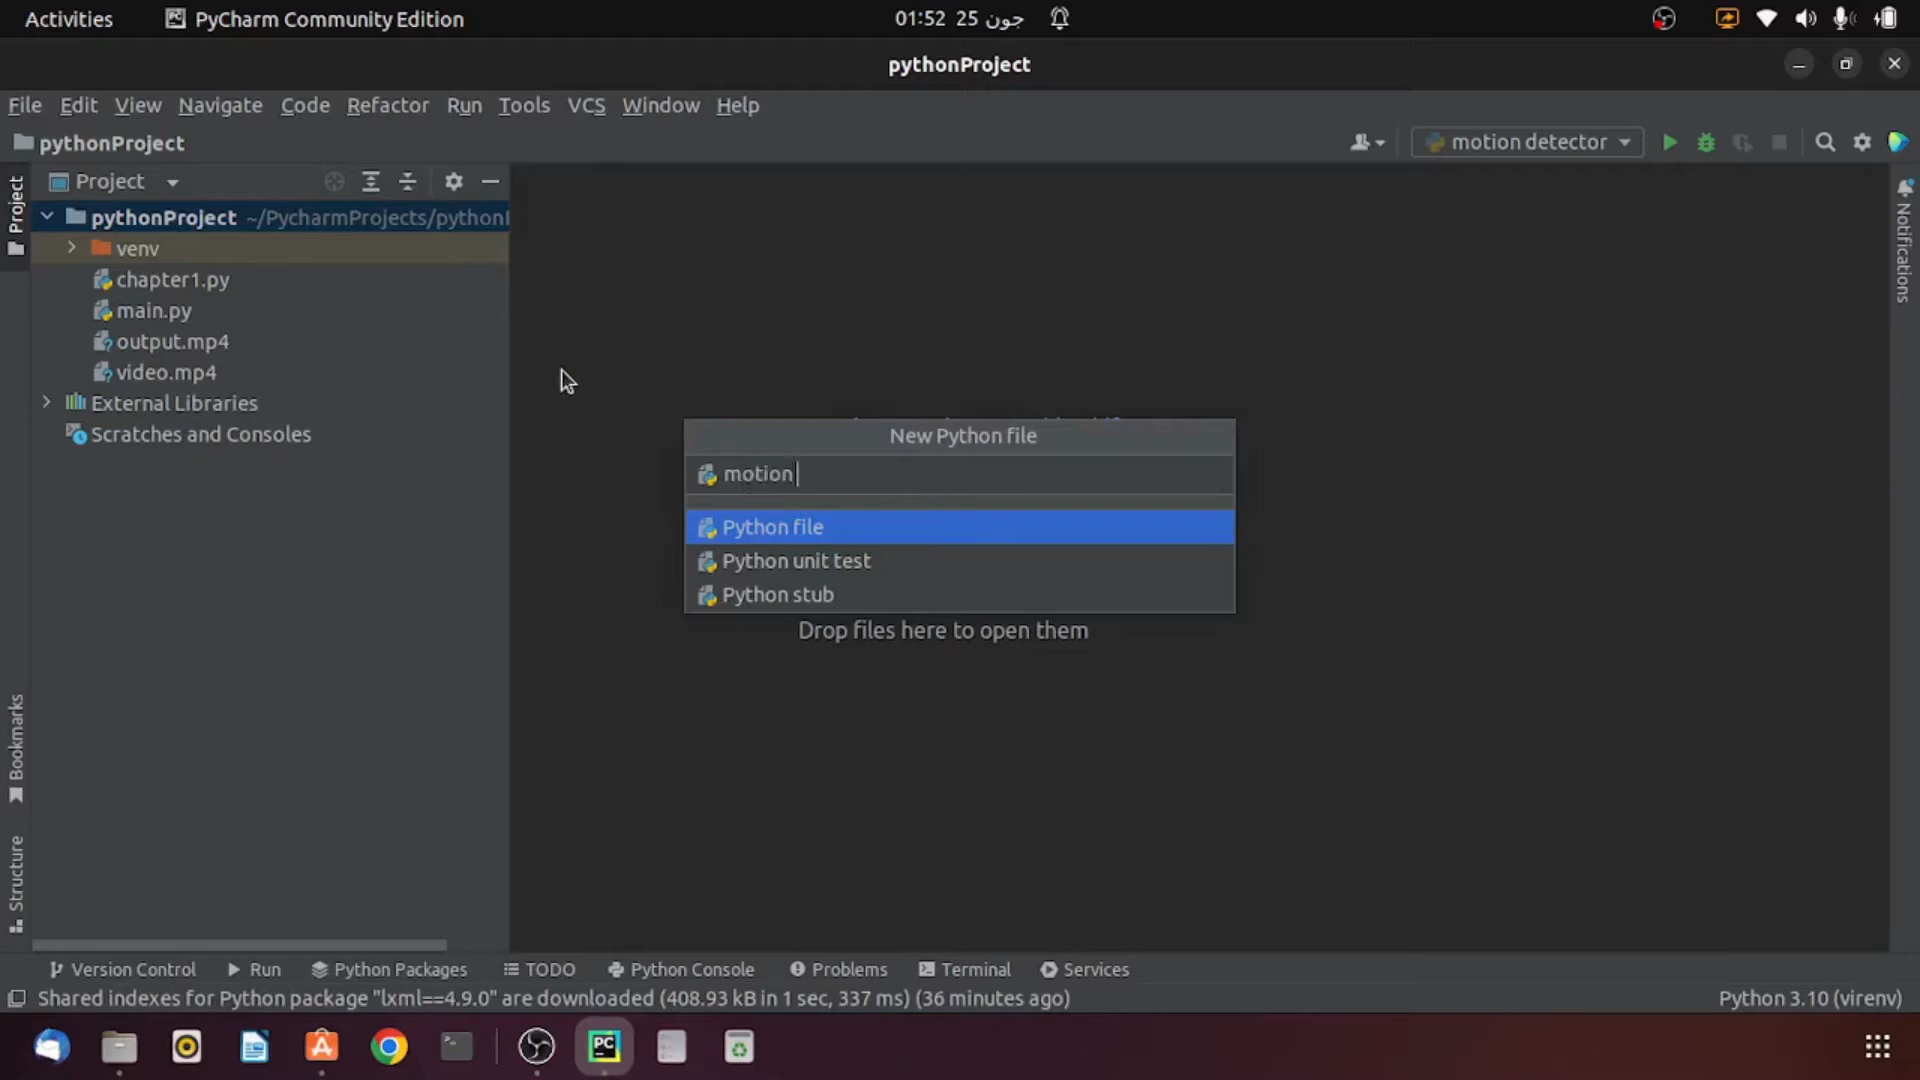 Activities
PyCharm Community Edition
01:52 25 جون
pythonProject
File Edit View Navigate Code Refactor Run Tools VCS Window Help
pythonProject
motion detector
Project
Project
pythonProject ~/PycharmProjects/python
venv
chapter1.py
main.py
output.mp4
video.mp4
External Libraries
Scratches and Consoles
New Python file
motion
Python file
Python unit test
Python stub
Drop files here to open them
Notifications
Bookmarks
Structure
Version Control Run Python Packages TODO Python Console Problems Terminal Services
Shared indexes for Python package "lxml==4.9.0" are downloaded (408.93 kB in 1 sec, 337 ms) (36 minutes ago)
Python 3.10 (virenv)
PC